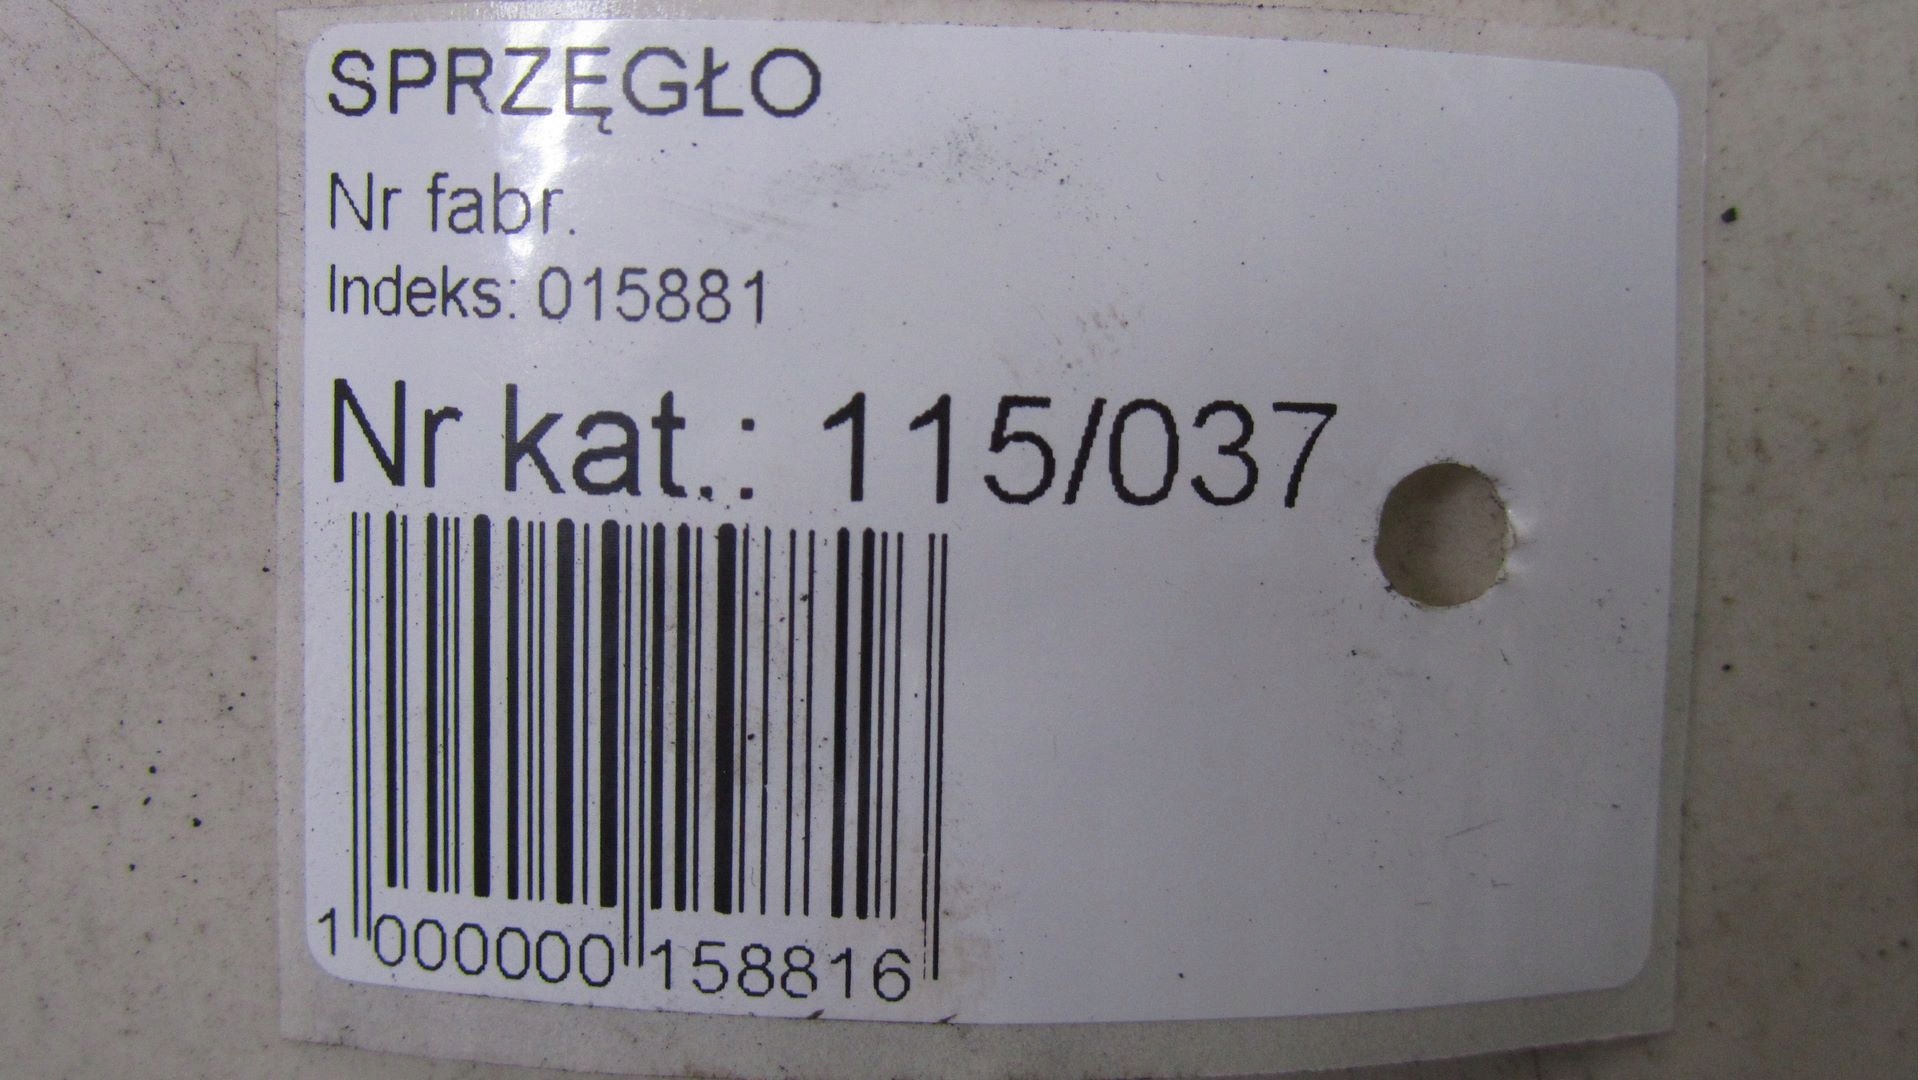 SPRZĘGŁO
Nr fabr.
Indeks: 015881
Nr kat.: 115/037
1 000000 158816